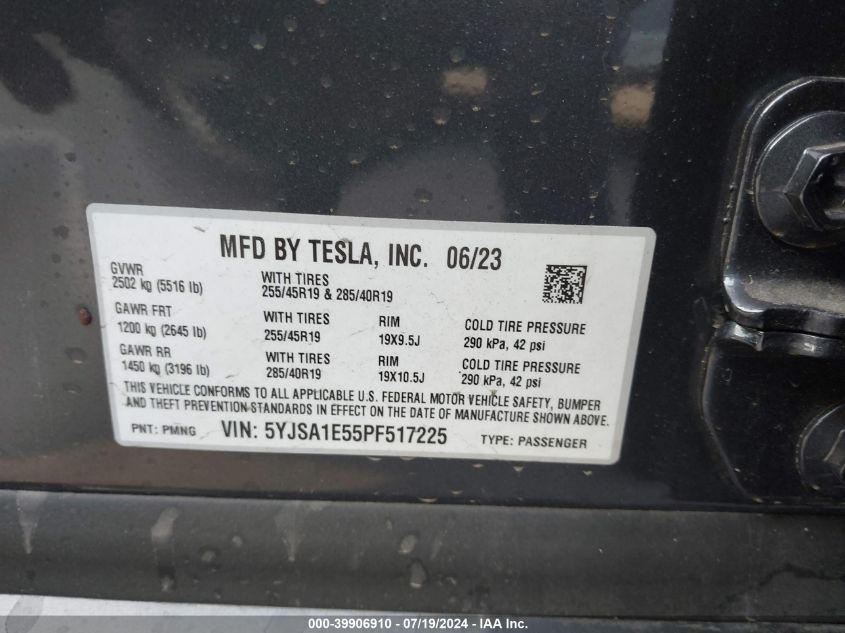 MFD BY TESLA, INC. 06/23
GVWR
2502 kg (5516 lb)
WITH TIRES
255/45R19 & 285/40R19
GAWR FRT
1200 kg (2645 lb)
WITH TIRES
255/45R19
RIM
19X9.5J
COLD TIRE PRESSURE
290 kPa, 42 psi
GAWR RR
1450 kg (3196 lb)
WITH TIRES
285/40R19
RIM
19X10.5J
COLD TIRE PRESSURE
290 kPa, 42 psi
THIS VEHICLE CONFORMS TO ALL APPLICABLE U.S. FEDERAL MOTOR VEHICLE SAFETY, BUMPER
AND THEFT PREVENTION STANDARDS IN EFFECT ON THE DATE OF MANUFACTURE SHOWN ABOVE.
PNT: PMNG VIN: 5YJSA1E55PF517225 TYPE: PASSENGER
000-39906910 - 07/19/2024 - IAA Inc.